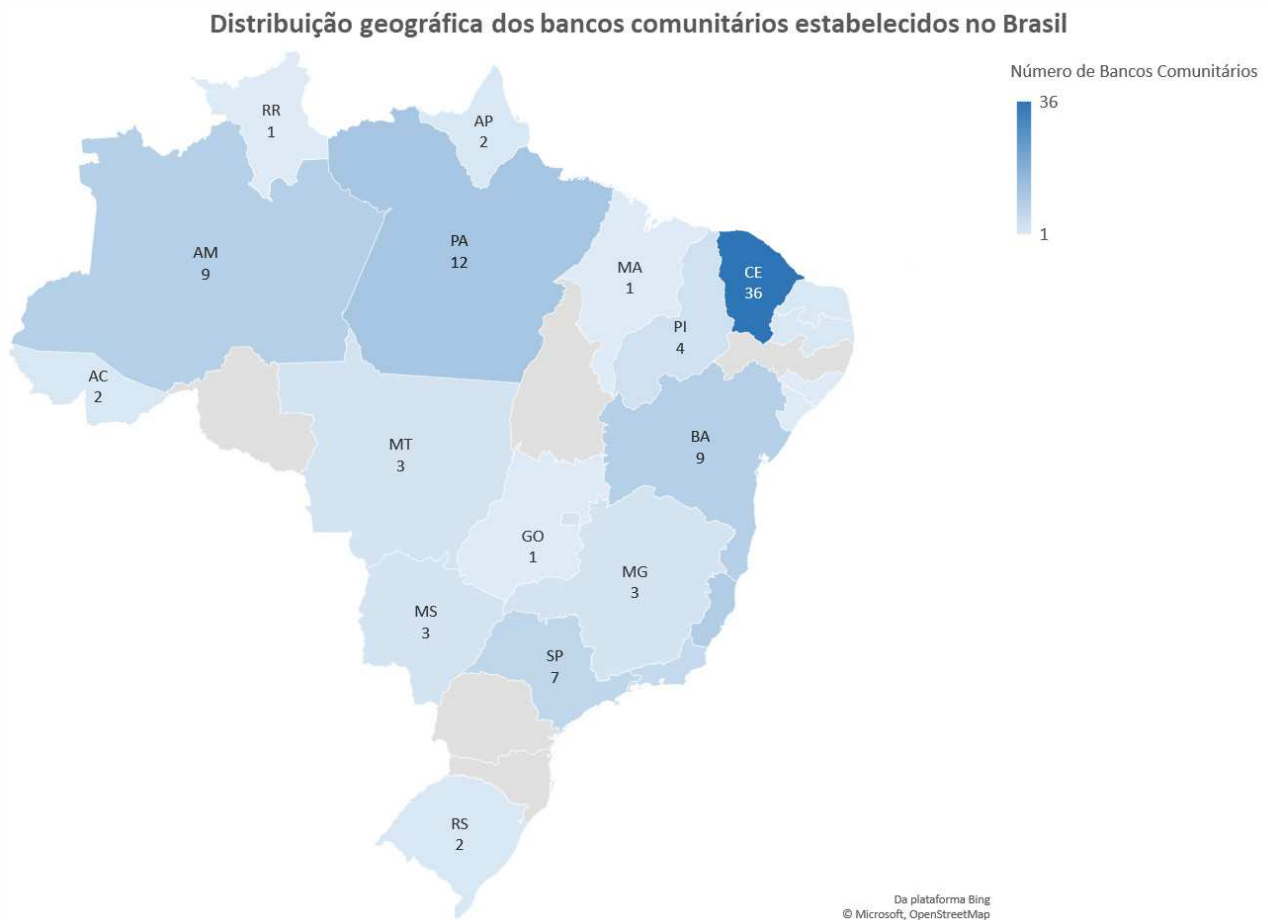 Distribuição geográfica dos bancos comunitários estabelecidos no Brasil
Número de Bancos Comunitários
36
1
RR
1
AP
2
AM
9
PA
12
MA
1
CE
36
PI
4
AC
2
MT
3
BA
9
GO
1
MG
3
MS
3
SP
7
RS
2
Da plataforma Bing
© Microsoft, OpenStreetMap